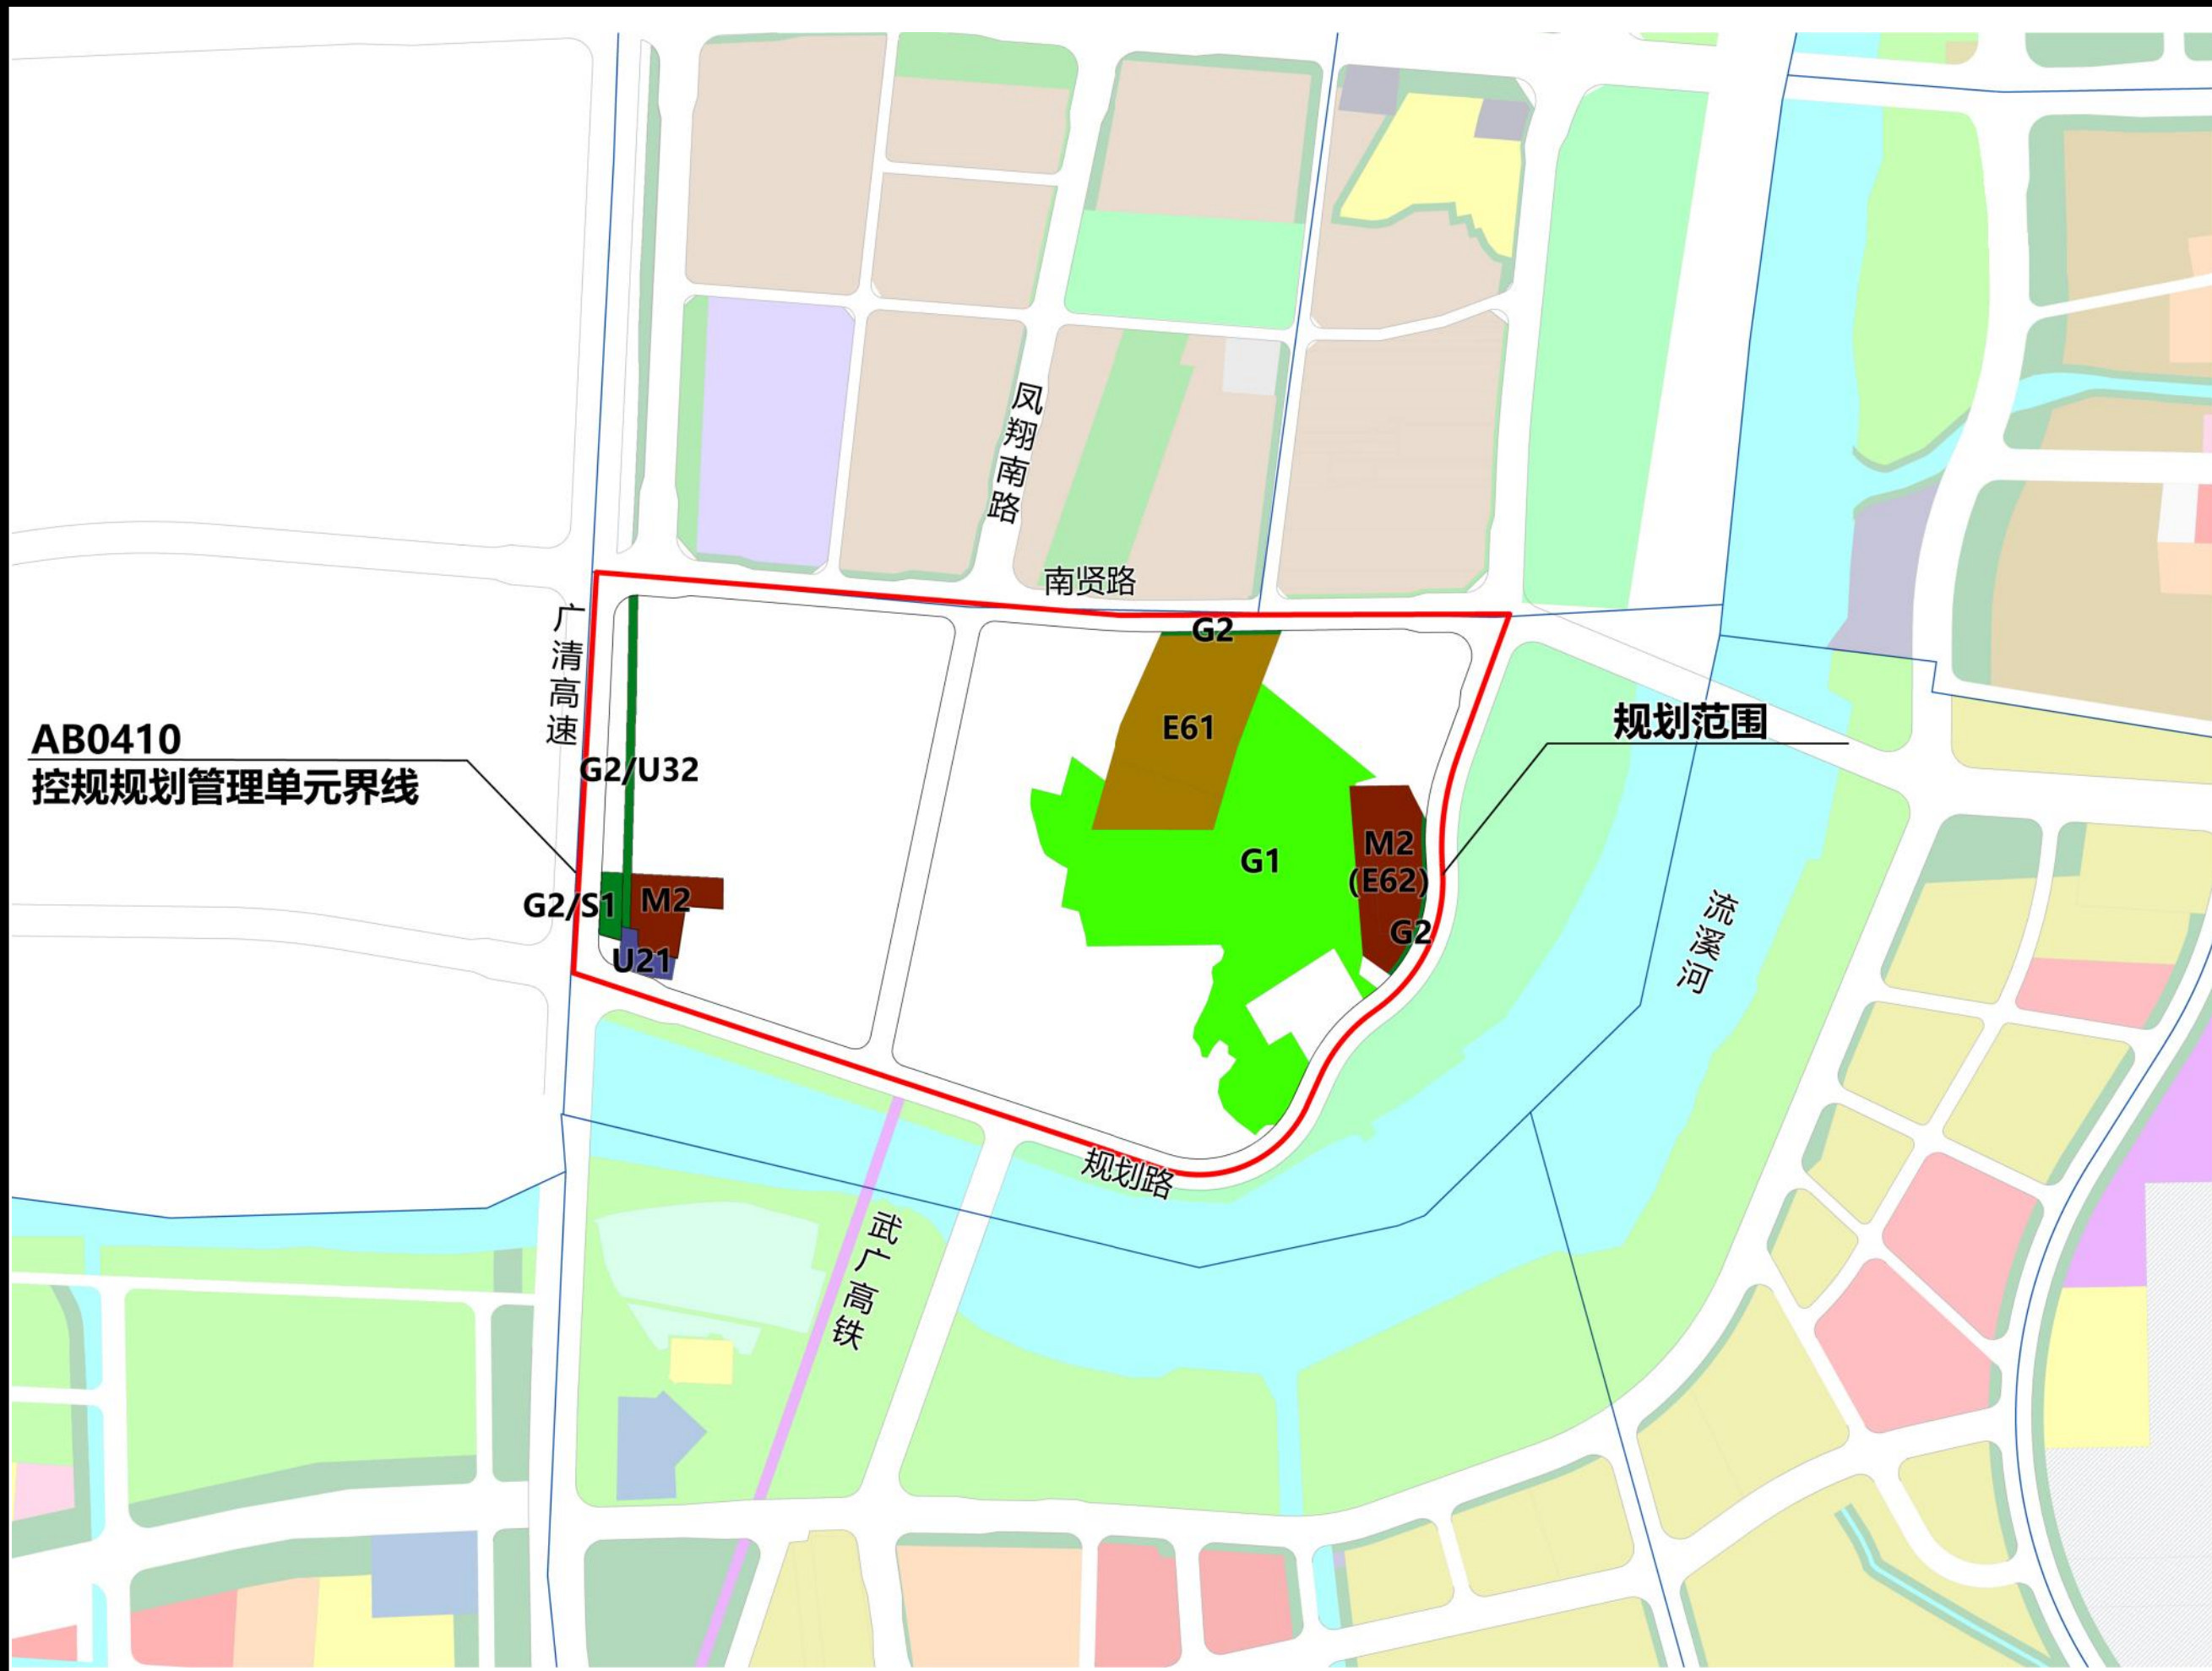 凤翔南路
南贤路
广清高速
G2
AB0410
控规规划管理单元界线
规划范围
E61
G2/U32
M2
(E62)
G1
G2/S1
M2
G2
U21
流溪河
规划路
武广高铁